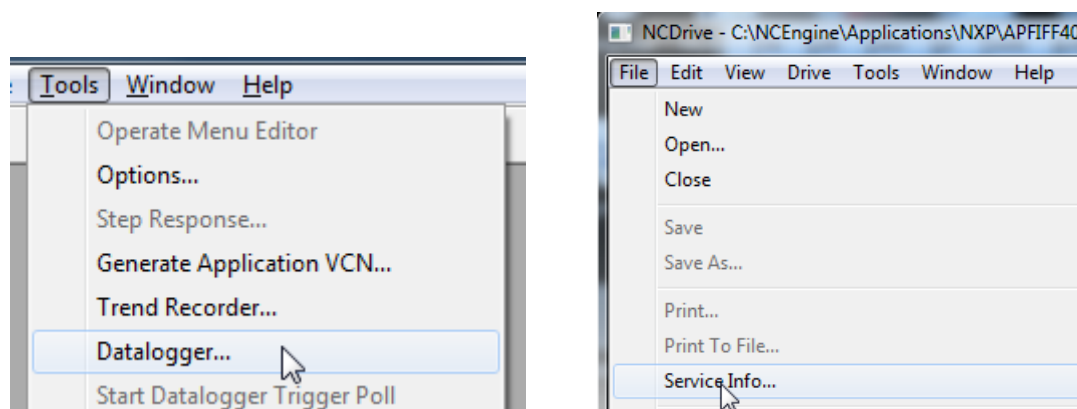 Tools Window Help
Operate Menu Editor
Options...
Step Response...
Generate Application VCN...
Trend Recorder...
Datalogger...
Start Datalogger Trigger Poll
NCDrive - C:\NCEngine\Applications\NXP\APFIFF40
File Edit View Drive Tools Window Help
New
Open...
Close
Save
Save As...
Print...
Print To File...
Service Info...